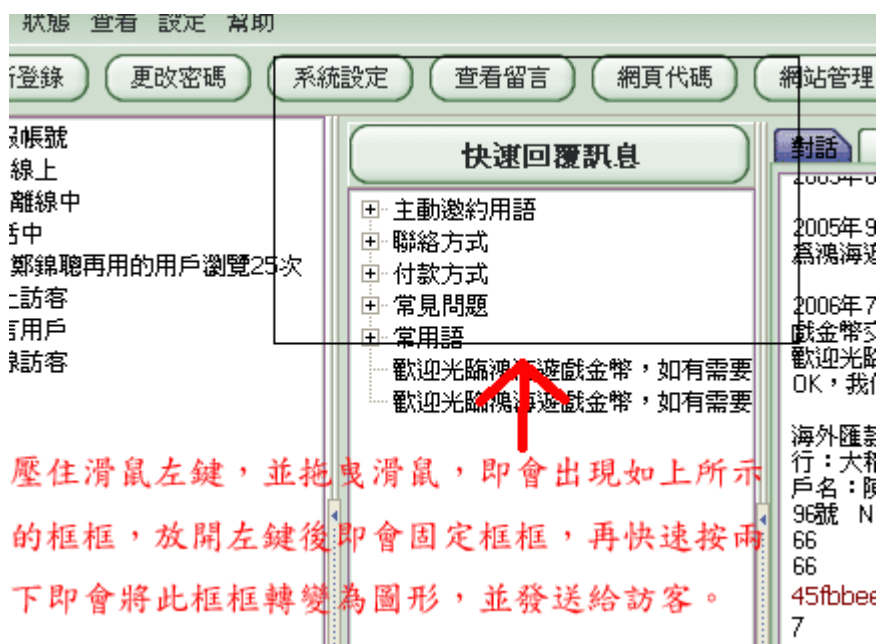 狀態 查看 設定 幫助
登錄 更改密碼 系統設定 查看留言 網頁代碼 網站管理
帳號
線上
離線中
中
鄭錦聰再用的用戶瀏覽25次
訪客
用戶
訪客
快速回覆訊息
主動邀約用語
聯絡方式
付款方式
常見問題
常用語
歡迎光臨鴻海遊戲金幣，如有需要
歡迎光臨鴻海遊戲金幣，如有需要
對話
2005年9
為鴻海遊
2006年7
戲金幣交
歡迎光臨
OK，我們
海外匯款
行：大
戶名：陳
96號 N
66
66
45fbbee
7
壓住滑鼠左鍵，並拖曳滑鼠，即會出現如上所示
的框框，放開左鍵後即會固定框框，再快速按兩
下即會將此框框轉變為圖形，並發送給訪客。